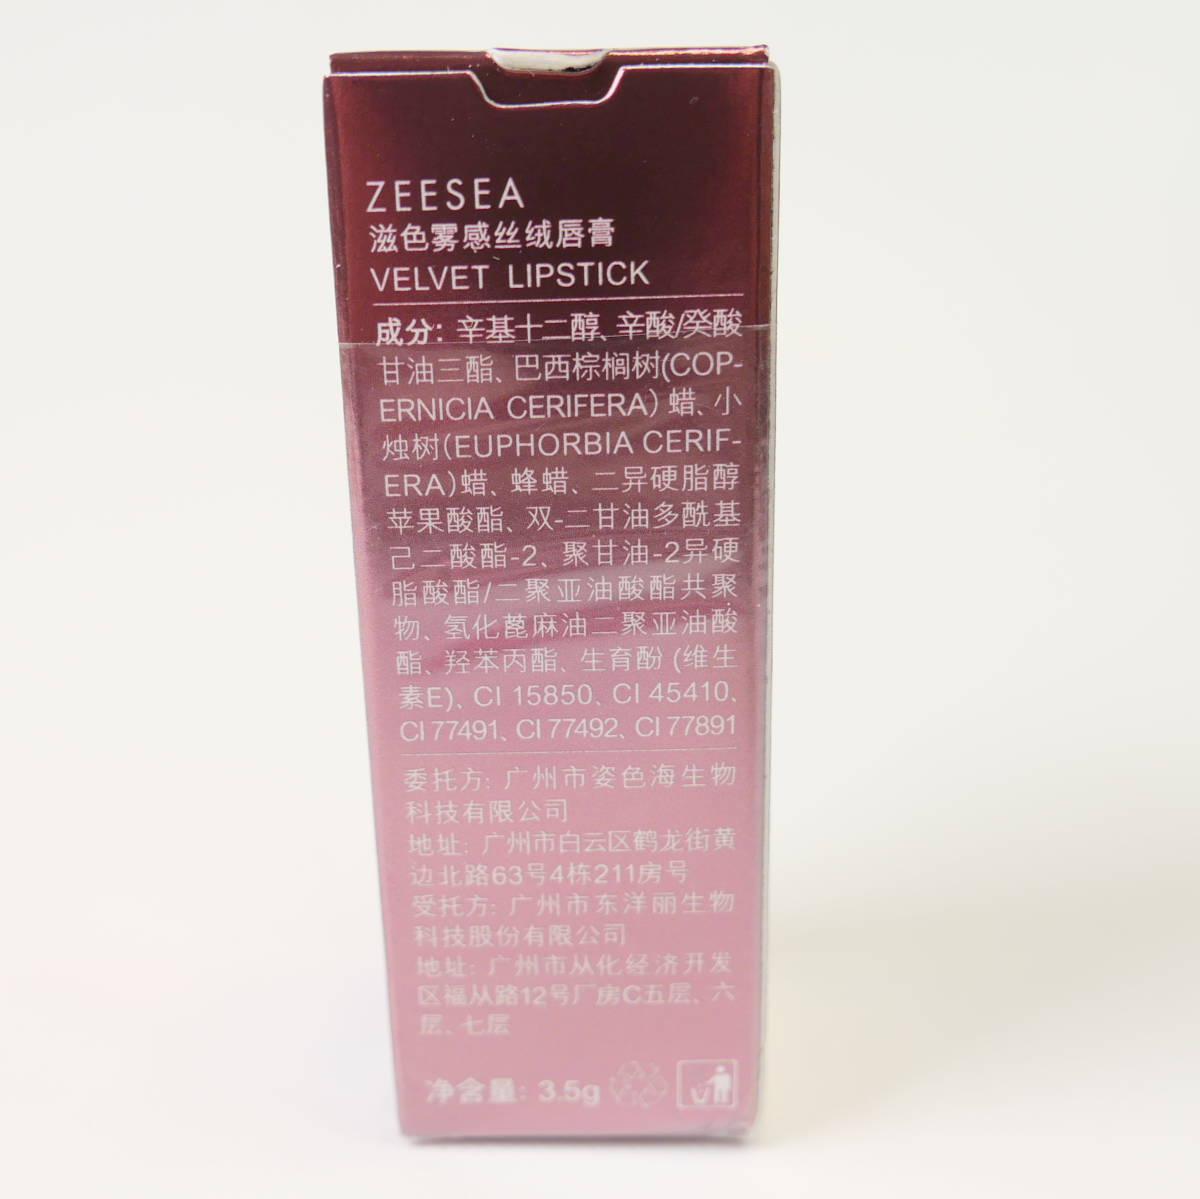 ZEESEA
滋色雾感丝绒唇膏
VELVET LIPSTICK
成分: 辛基十二醇、辛酸/癸酸
甘油三酯、巴西棕榈树(COP-
ERNICIA CERIFERA)蜡、小
烛树(EUPHORBIA CERIF-
ERA)蜡、蜂蜡、二异硬脂醇
苹果酸酯、双-二甘油多酰基
己二酸酯-2、聚甘油-2异硬
脂酸酯/二聚亚油酸酯共聚
物、氢化蓖麻油二聚亚油酸
酯、羟苯丙酯、生育酚(维生
素E)、CI 15850、CI 45410、
CI 77491、CI 77492、CI 77891
委托方: 广州市姿色海生物
科技有限公司
地址: 广州市白云区鹤龙街黄
边北路63号4栋211房号
受托方: 广州市东洋丽生物
科技股份有限公司
地址: 广州市从化经济开发
区福从路12号厂房C五层、六
层、七层
净含量: 3.5g